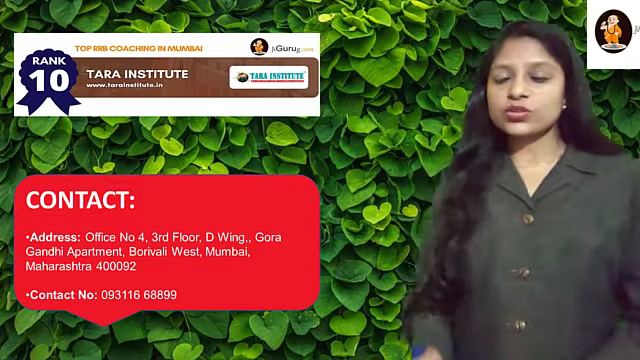 TOP RRB COACHING IN MUMBAI
JiGurug.com
RANK
10
TARA INSTITUTE
www.tarainstitute.in
TARA INSTITUTE
CONTACT:
•Address: Office No 4, 3rd Floor, D Wing,, Gora
Gandhi Apartment, Borivali West, Mumbai,
Maharashtra 400092
•Contact No: 093116 68899